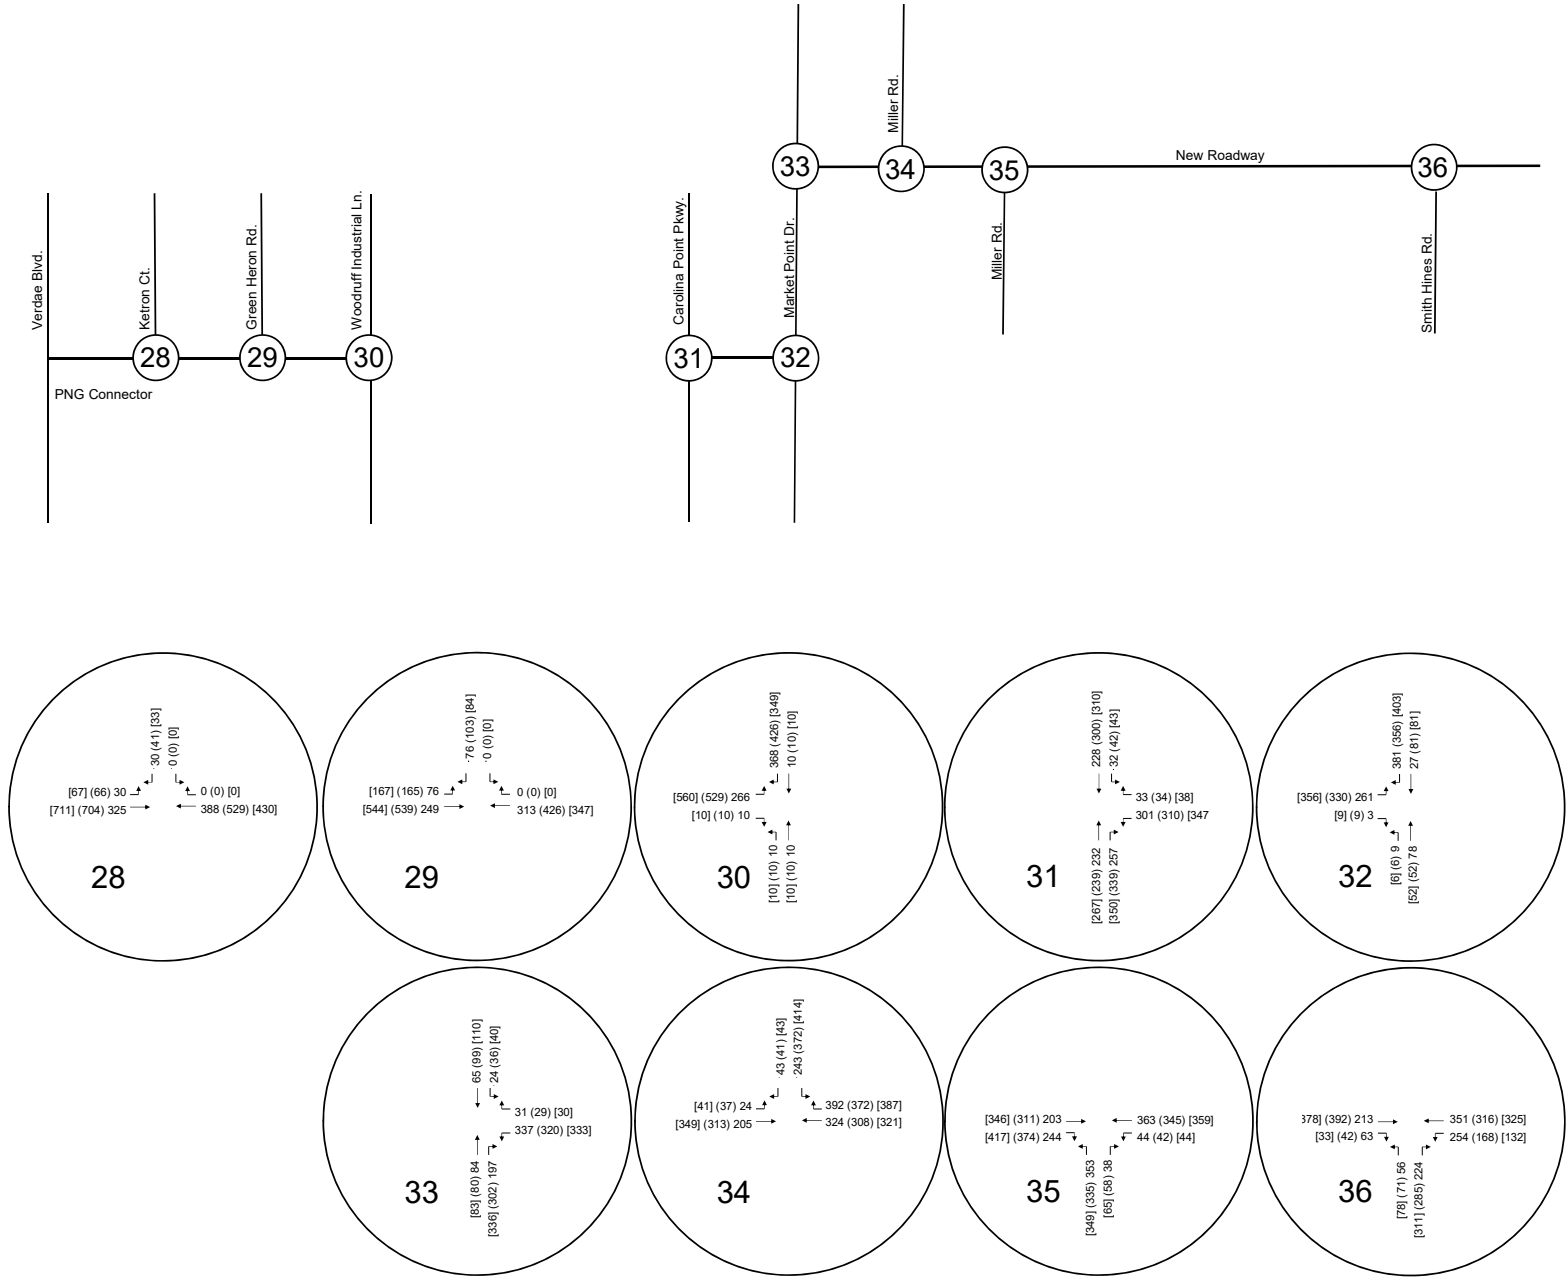 Miller Rd.
33
34
35
New Roadway
36
Verdae Blvd.
Ketron Ct.
Green Heron Rd.
Woodruff Industrial Ln.
Carolina Point Pkwy.
Market Point Dr.
Miller Rd.
Smith Hines Rd.
28
29
30
31
32
PNG Connector
30 (41) [33]
0 (0) [0]
[67] (66) 30
0 (0) [0]
[711] (704) 325
388 (529) [430]
28
76 (103) [84]
0 (0) [0]
[167] (165) 76
0 (0) [0]
[544] (539) 249
313 (426) [347]
29
368 (426) [349]
10 (10) [10]
[560] (529) 266
[10] (10) 10
[10] (10) 10
[10] (10) 10
30
228 (300) [310]
32 (42) [43]
33 (34) [38]
301 (310) [347
[267] (239) 232
[350] (339) 257
31
381 (356) [403]
27 (81) [81]
[356] (330) 261
[9] (9) 3
[6] (6) 9
[52] (52) 78
32
65 (99) [110]
24 (36) [40]
31 (29) [30]
337 (320) [333]
[83] (80) 84
[336] (302) 197
33
43 (41) [43]
243 (372) [414]
[41] (37) 24
392 (372) [387]
[349] (313) 205
324 (308) [321]
34
[346] (311) 203
363 (345) [359]
[417] (374) 244
44 (42) [44]
[349] (335) 353
[65] (58) 38
35
378] (392) 213
351 (316) [325]
[33] (42) 63
254 (168) [132]
[78] (71) 56
[311] (285) 224
36